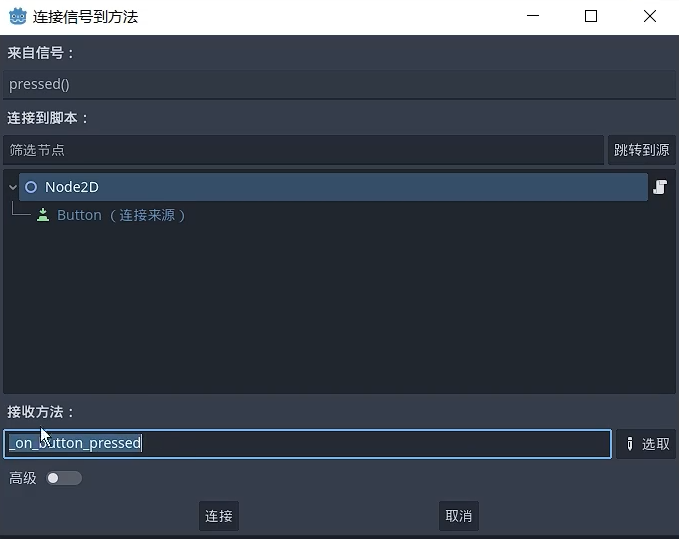 连接信号到方法
来自信号：
pressed()
连接到脚本：
筛选节点
跳转到源
Node2D
Button （连接来源）
接收方法：
_on_button_pressed
选取
高级
连接
取消